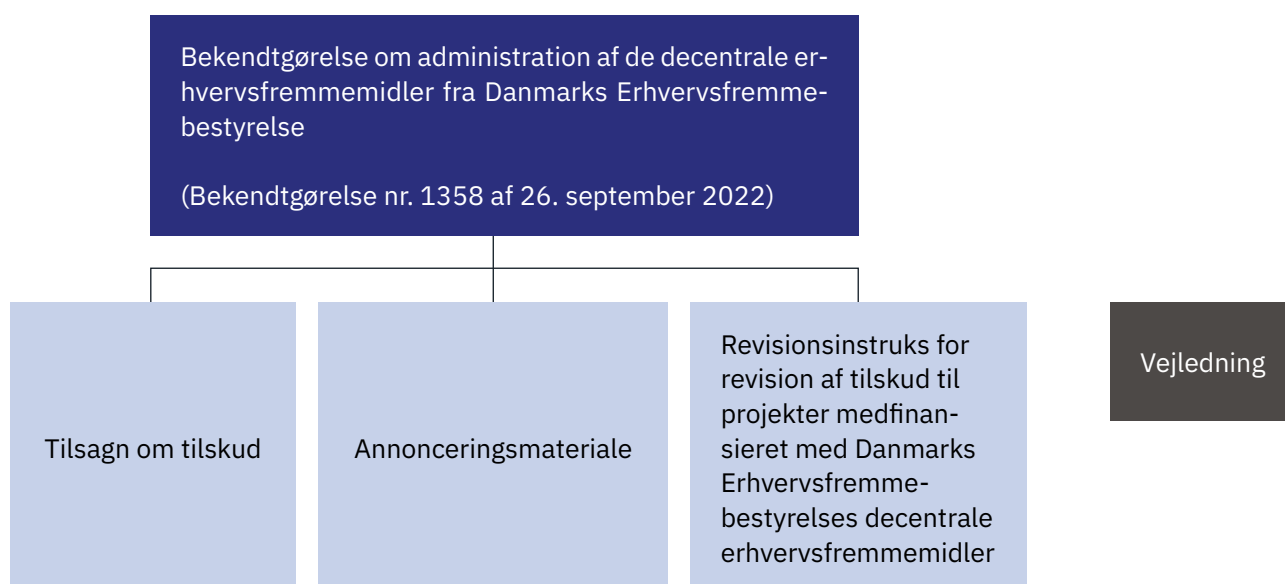 Bekendtgørelse om administration af de decentrale er-
hvervsfremmemidler fra Danmarks Erhvervsfremme-
bestyrelse
(Bekendtgørelse nr. 1358 af 26. september 2022)
Tilsagn om tilskud
Annonceringsmateriale
Revisionsinstruks for
revision af tilskud til
projekter medfinan-
sieret med Danmarks
Erhvervsfremme-
bestyrelses decentrale
erhvervsfremmemidler
Vejledning